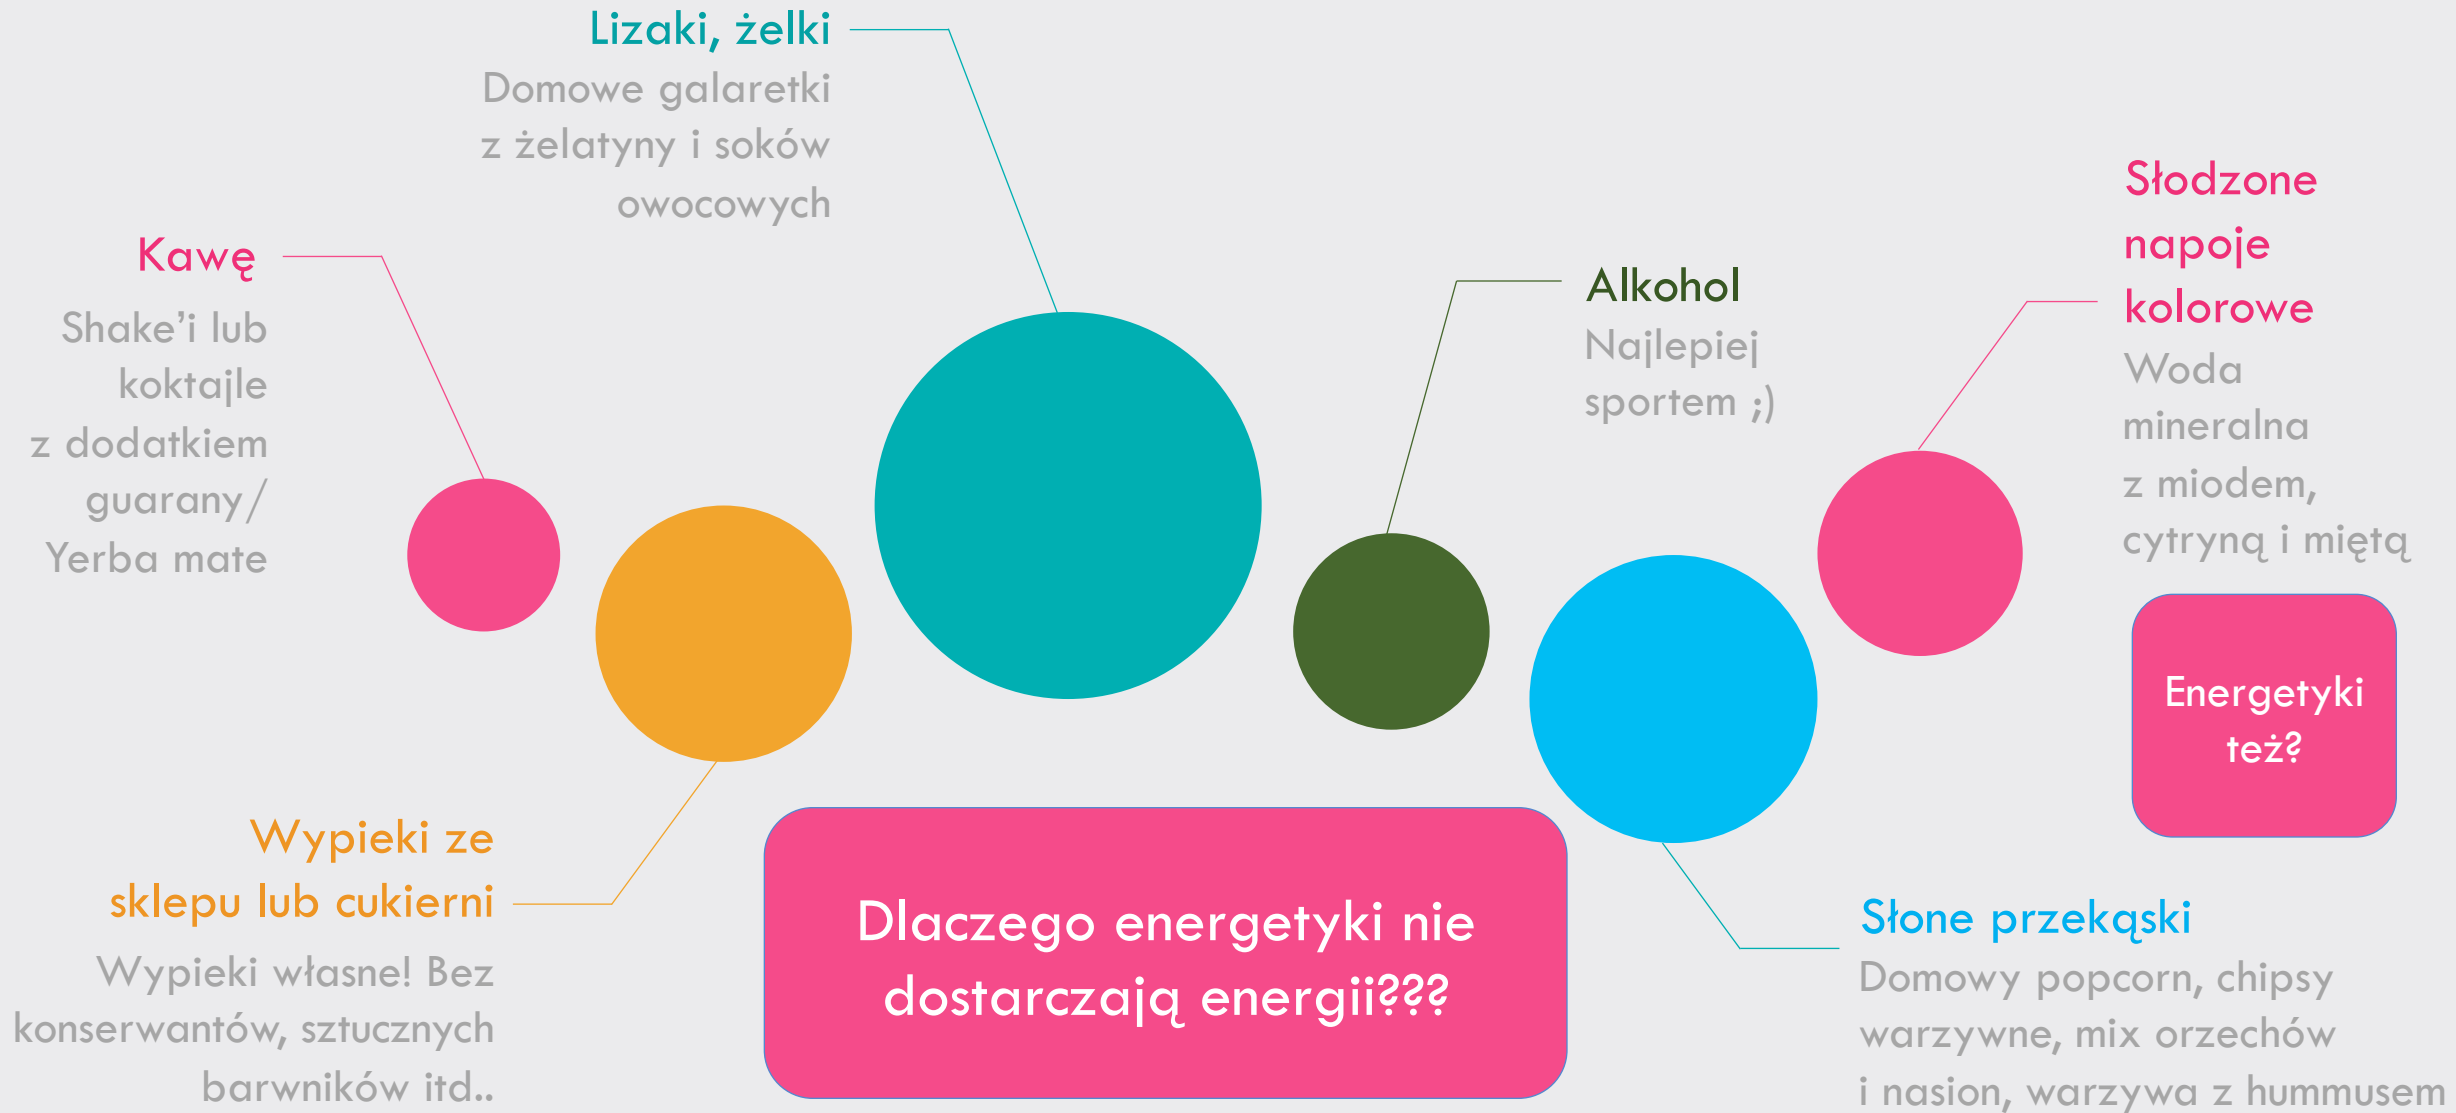 Lizaki, żelki
Domowe galaretki
z żelatyny i soków
owocowych
Kawę
Shake’i lub
koktajle
z dodatkiem
guarany/
Yerba mate
Alkohol
Najlepiej
sportem ;)
Słodzone
napoje
kolorowe
Woda
mineralna
z miodem,
cytryną i miętą
Energetyki
też?
Wypieki ze
sklepu lub cukierni
Wypieki własne! Bez
konserwantów, sztucznych
barwników itd..
Dlaczego energetyki nie
dostarczają energii???
Słone przekąski
Domowy popcorn, chipsy
warzywne, mix orzechów
i nasion, warzywa z hummusem